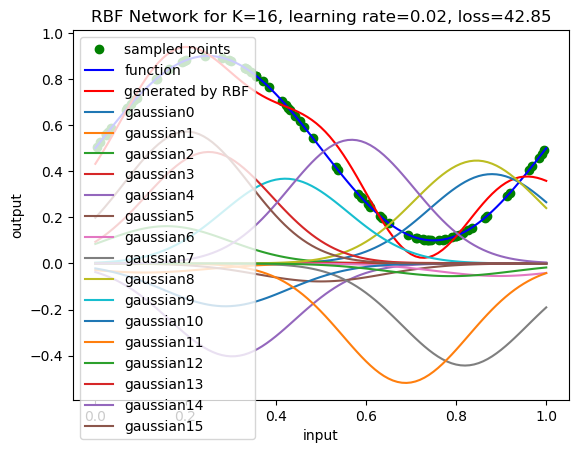 RBF Network for K=16, learning rate=0.02, loss=42.85
1.0
0.8
0.6
0.4
0.2
0.0
−0.2
−0.4
output
sampled points
function
generated by RBF
gaussian0
gaussian1
gaussian2
gaussian3
gaussian4
gaussian5
gaussian6
gaussian7
gaussian8
gaussian9
gaussian10
gaussian11
gaussian12
gaussian13
gaussian14
gaussian15
0.0 0.2 0.4 0.6 0.8 1.0
input